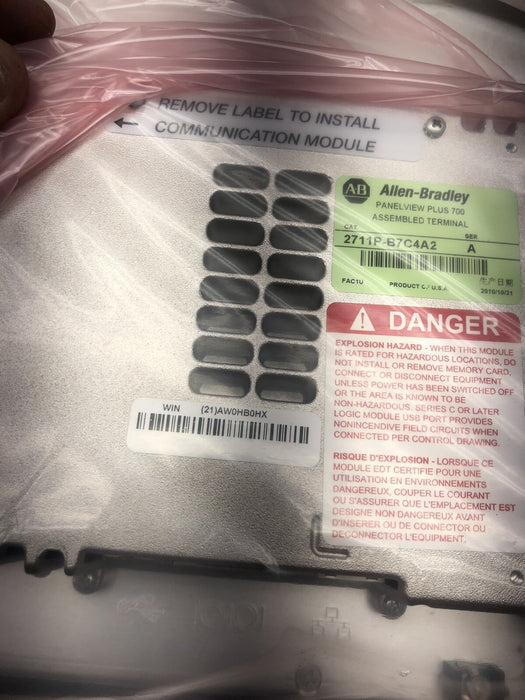 REMOVE LABEL TO INSTALL
COMMUNICATION MODULE
AB Allen-Bradley
PANELVIEW PLUS 700
ASSEMBLED TERMINAL
CAT SER
2711P-B7C4A2 A
FAC1U PRODUCT OF U.S.A 生产日期
2010/10/21
DANGER
EXPLOSION HAZARD - WHEN THIS MODULE
IS RATED FOR HAZARDOUS LOCATIONS, DO
NOT INSTALL OR REMOVE MEMORY CARD,
CONNECT OR DISCONNECT EQUIPMENT
UNLESS POWER HAS BEEN SWITCHED OFF
OR THE AREA IS KNOWN TO BE
NON-HAZARDOUS. SERIES C OR LATER
LOGIC MODULE USB PORT PROVIDES
NONINCENDIVE FIELD CIRCUITS WHEN
CONNECTED PER CONTROL DRAWING.
RISQUE D'EXPLOSION - LORSQUE CE
MODULE EDT CERTIFIE POUR UNE
UTILISATION EN ENVIRONNEMENTS
DANGEREUX, COUPER LE COURANT
OU S'ASSURER QUE L'EMPLACEMENT EST
DESIGNE NON DANGEREUX AVANT
D'INSERER OU DE CONNECTOR OU
DECONNECTOR L'EQUIPMENT.
WIN (21)AW0HB0HX